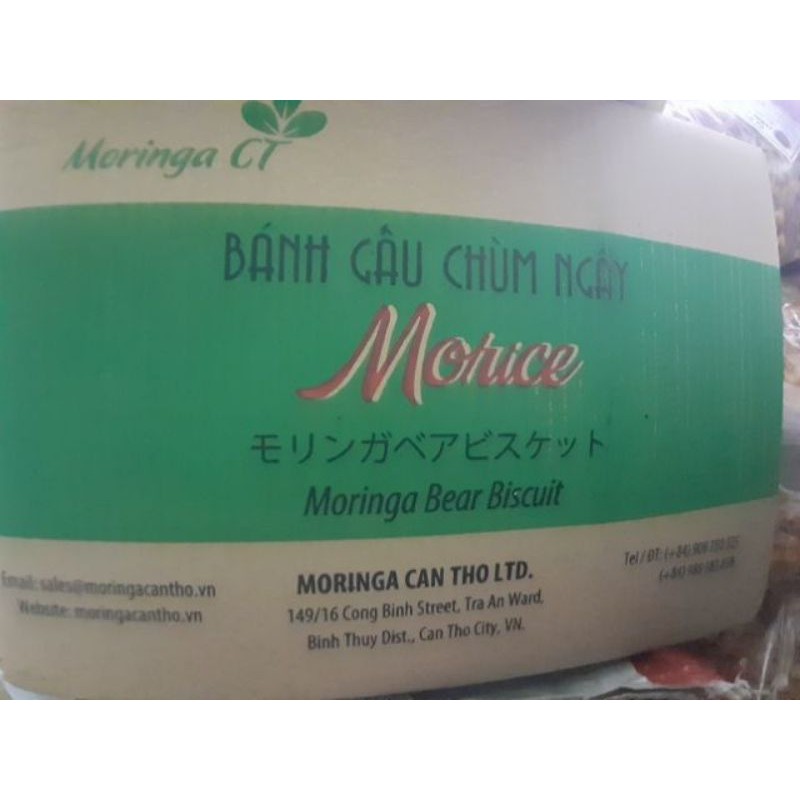 Moringa CT
BÁNH GẤU CHÙM NGÂY
Morice
モリンガベアビスケット
Moringa Bear Biscuit
Email: sales@moringacantho.vn
Website: moringacantho.vn
MORINGA CAN THO LTD.
149/16 Cong Binh Street, Tra An Ward,
Binh Thuy Dist., Can Tho City, VN.
Tel / ĐT: (+84)
(+84)